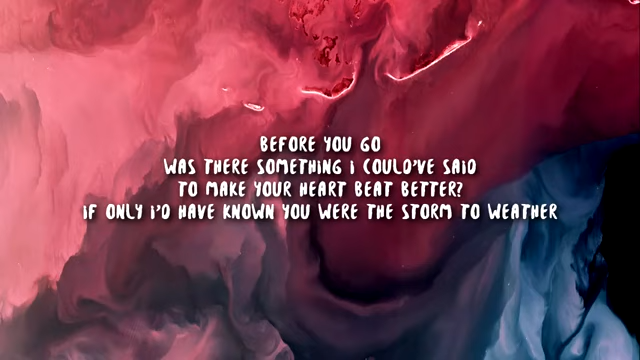 BEFORE YOU GO
WAS THERE SOMETHING I COULD'VE SAID
TO MAKE YOUR HEART BEAT BETTER?
IF ONLY I'D HAVE KNOWN YOU WERE THE STORM TO WEATHER